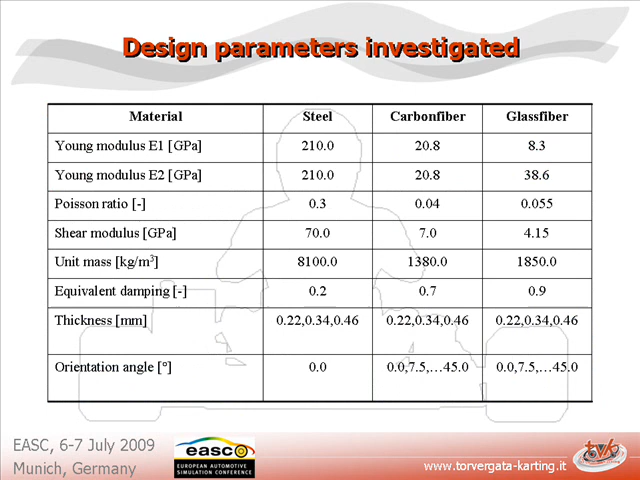 Design parameters investigated
Material Steel Carbonfiber Glassfiber
Young modulus E1 [GPa] 210.0 20.8 8.3
Young modulus E2 [GPa] 210.0 20.8 38.6
Poisson ratio [-] 0.3 0.04 0.055
Shear modulus [GPa] 70.0 7.0 4.15
Unit mass [kg/m³] 8100.0 1380.0 1850.0
Equivalent damping [-] 0.2 0.7 0.9
Thickness [mm] 0.22,0.34,0.46 0.22,0.34,0.46 0.22,0.34,0.46
Orientation angle [°] 0.0 0.0,7.5,…45.0 0.0,7.5,…45.0
EASC, 6-7 July 2009
Munich, Germany
easc
EUROPEAN AUTOMOTIVE
SIMULATION CONFERENCE
www.torvergata-karting.it
tvk